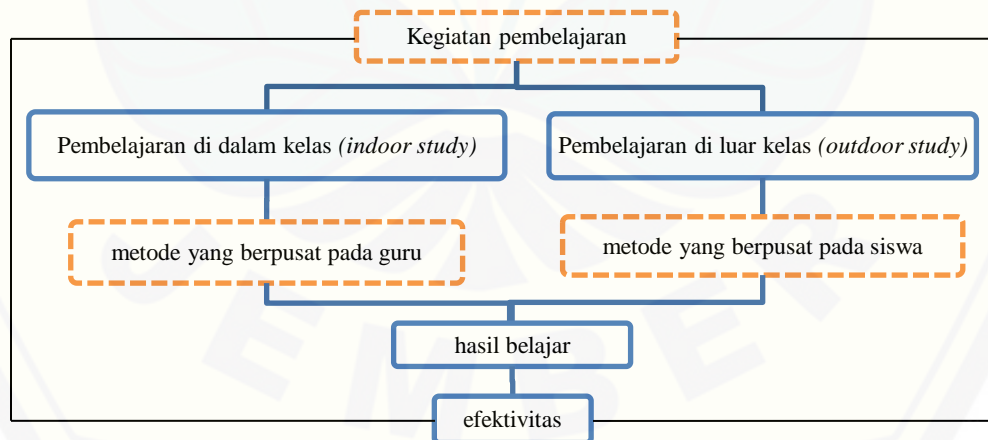 Kegiatan pembelajaran
Pembelajaran di dalam kelas (indoor study)
Pembelajaran di luar kelas (outdoor study)
metode yang berpusat pada guru
metode yang berpusat pada siswa
hasil belajar
efektivitas
JEMBER